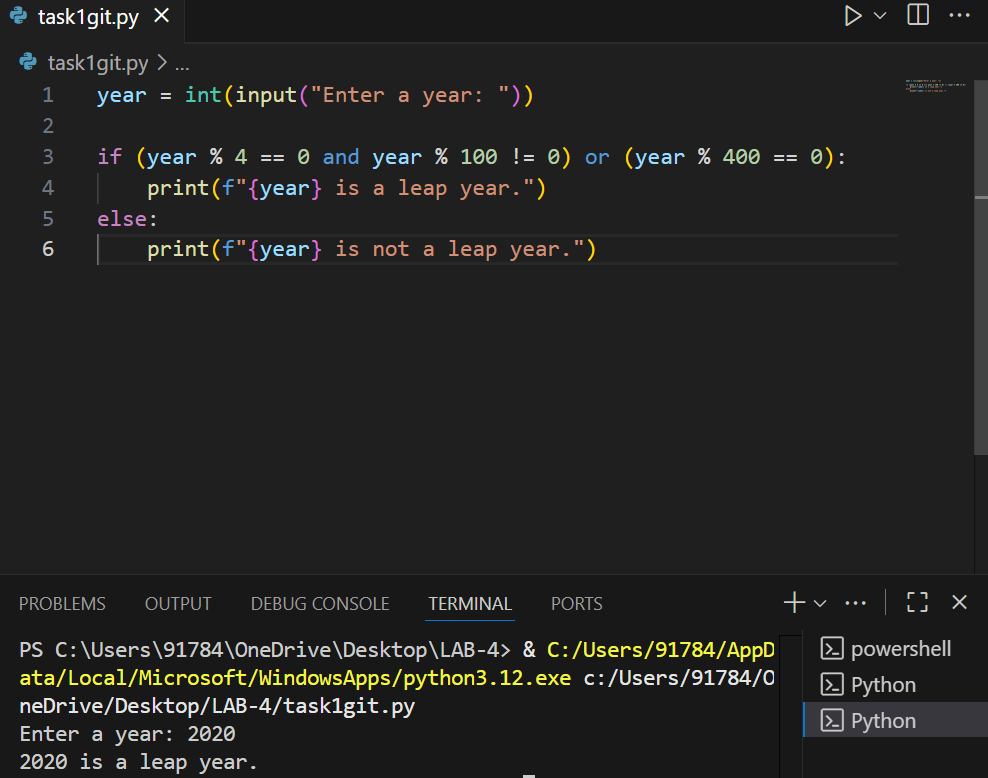 task1git.py
task1git.py > ...
1 year = int(input("Enter a year: "))
2
3 if (year % 4 == 0 and year % 100 != 0) or (year % 400 == 0):
4     print(f"{year} is a leap year.")
5 else:
6     print(f"{year} is not a leap year.")
PROBLEMS OUTPUT DEBUG CONSOLE TERMINAL PORTS
PS C:\Users\91784\OneDrive\Desktop\LAB-4> & C:/Users/91784/AppD
ata/Local/Microsoft/WindowsApps/python3.12.exe c:/Users/91784/O
neDrive/Desktop/LAB-4/task1git.py
Enter a year: 2020
2020 is a leap year.
powershell
Python
Python